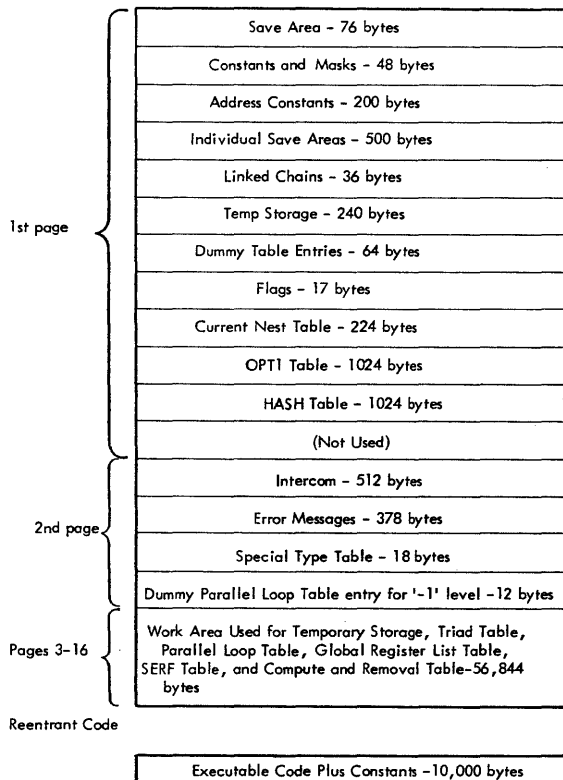 Save Area - 76 bytes
Constants and Masks - 48 bytes
Address Constants - 200 bytes
Individual Save Areas - 500 bytes
Linked Chains - 36 bytes
Temp Storage - 240 bytes
1st page
Dummy Table Entries - 64 bytes
Flags - 17 bytes
Current Nest Table - 224 bytes
OPT1 Table - 1024 bytes
HASH Table - 1024 bytes
(Not Used)
Intercom - 512 bytes
2nd page
Error Messages - 378 bytes
Special Type Table - 18 bytes
Dummy Parallel Loop Table entry for '-1' level -12 bytes
Pages 3-16
Work Area Used for Temporary Storage, Triad Table,
Parallel Loop Table, Global Register List Table,
SERF Table, and Compute and Removal Table-56,844
bytes
Reentrant Code
Executable Code Plus Constants -10,000 bytes